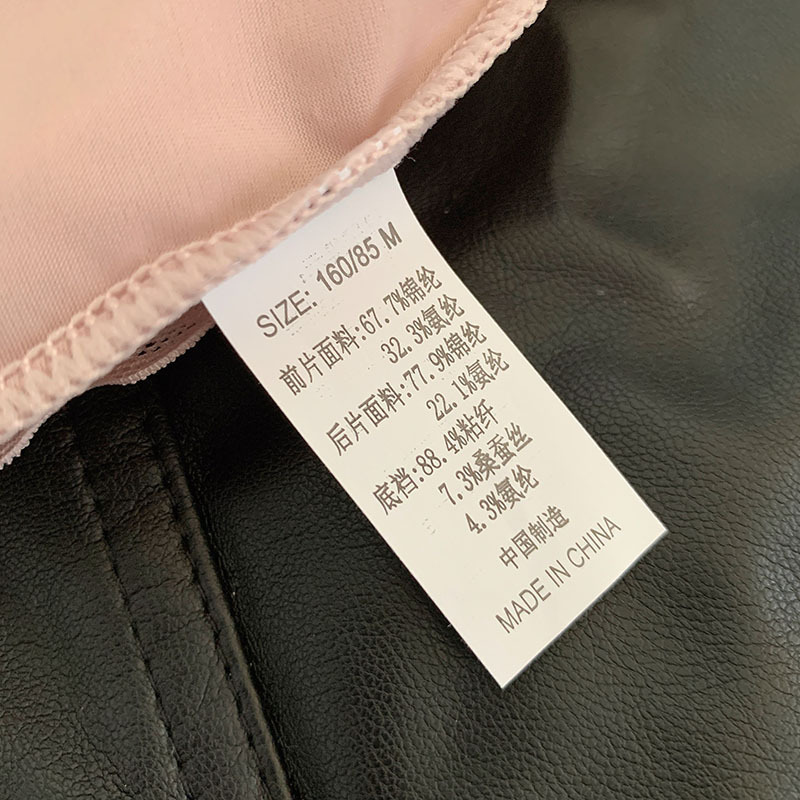 SIZE: 160/85 M
前片面料:67.7%锦纶
32.3%氨纶
后片面料:77.9%锦纶
22.1%氨纶
底裆:88.4%粘纤
7.3%桑蚕丝
4.3%氨纶
中国制造
MADE IN CHINA